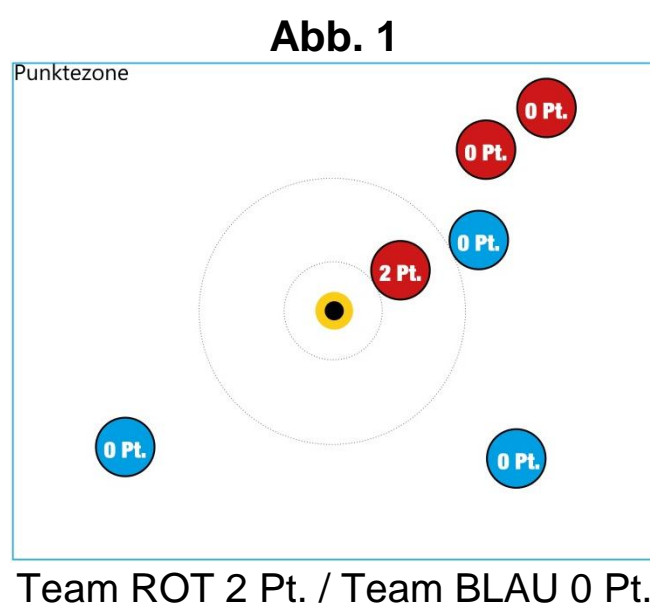 Abb. 1
Punktezone
0 Pt.
0 Pt.
0 Pt.
2 Pt.
0 Pt.
0 Pt.
Team ROT 2 Pt. / Team BLAU 0 Pt.